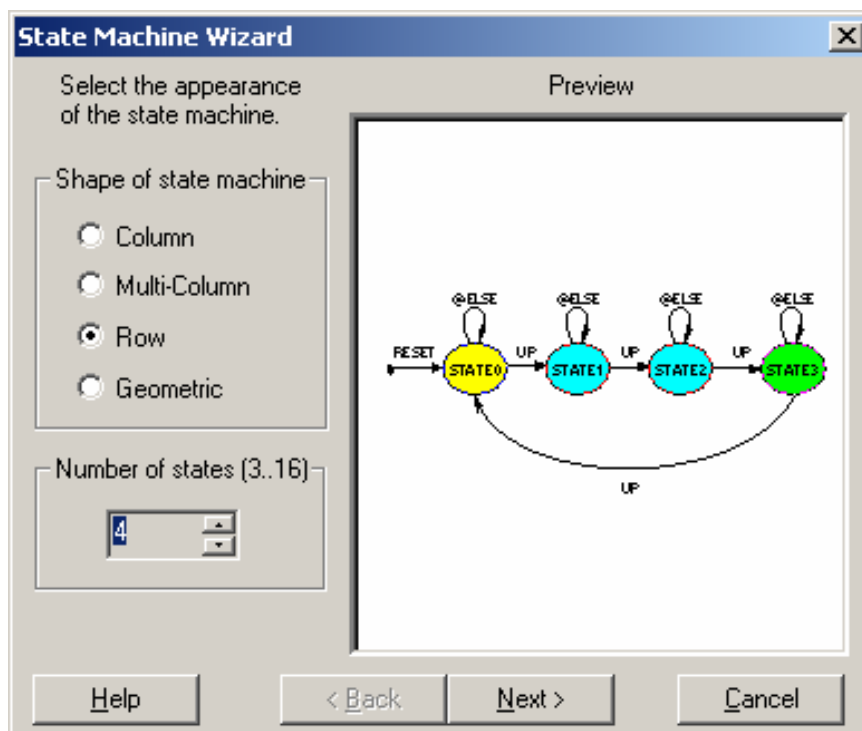 State Machine Wizard
Select the appearance
of the state machine.
Shape of state machine
Column
Multi-Column
Row
Geometric
Number of states (3..16)
4
Preview
@ELSE @ELSE @ELSE @ELSE
RESET UP UP UP
STATE0 STATE1 STATE2 STATE3
UP
Help < Back Next > Cancel